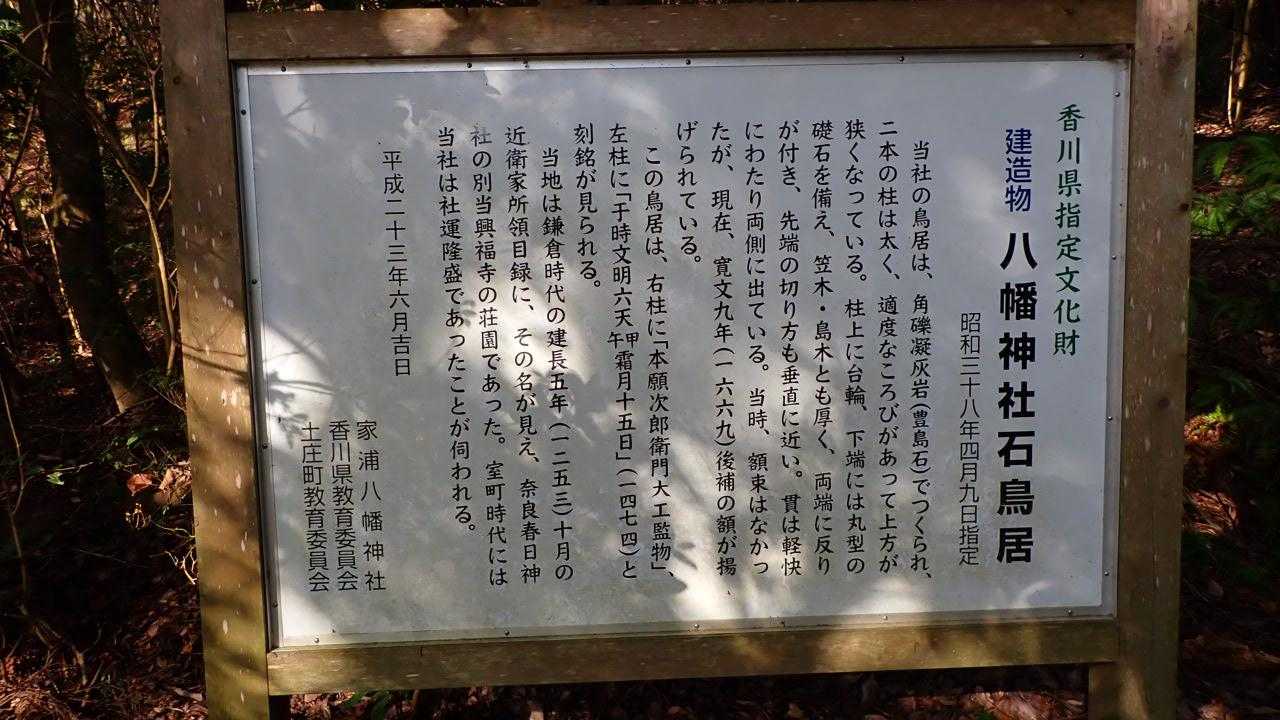 香川県指定文化財
建造物 八幡神社石鳥居
昭和三十八年四月九日指定
当社の鳥居は、角礫凝灰岩(豊島石)でつくられ、
二本の柱は太く、適度なころびがあって上方が
狭くなっている。柱上に台輪、下端には丸型の
礎石を備え、笠木・島木とも厚く、両端に反り
が付き、先端の切り方も垂直に近い。貫は軽快
にわたり両側に出ている。当時、額束はなかっ
たが、現在、寛文九年(一六六九)後補の額が揚
げられている。
この鳥居は、右柱に「本願次郎衛門大工監物」、
左柱に「于時文明六天甲午霜月十五日」(一四七四)と
刻銘が見られる。
当地は鎌倉時代の建長五年(一二五三)十月の
近衛家所領目録に、その名が見え、奈良春日神
社の別当興福寺の荘園であった。室町時代には
当社は社運隆盛であったことが伺われる。
平成二十三年六月吉日
家浦八幡神社
香川県教育委員会
土庄町教育委員会